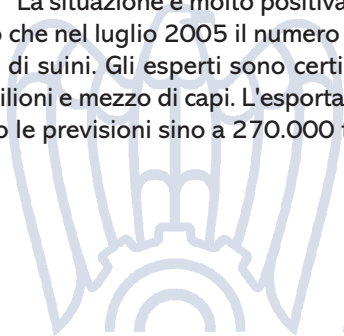 La situazione è molto positiva
che nel luglio 2005 il numero
di suini. Gli esperti sono certi
ilioni e mezzo di capi. L'esporta
le previsioni sino a 270.000